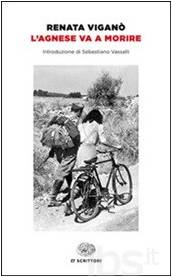 RENATA VIGANÒ
L'AGNESE VA A MORIRE
Introduzione di Sebastiano Vassalli
ET SCRITTORI